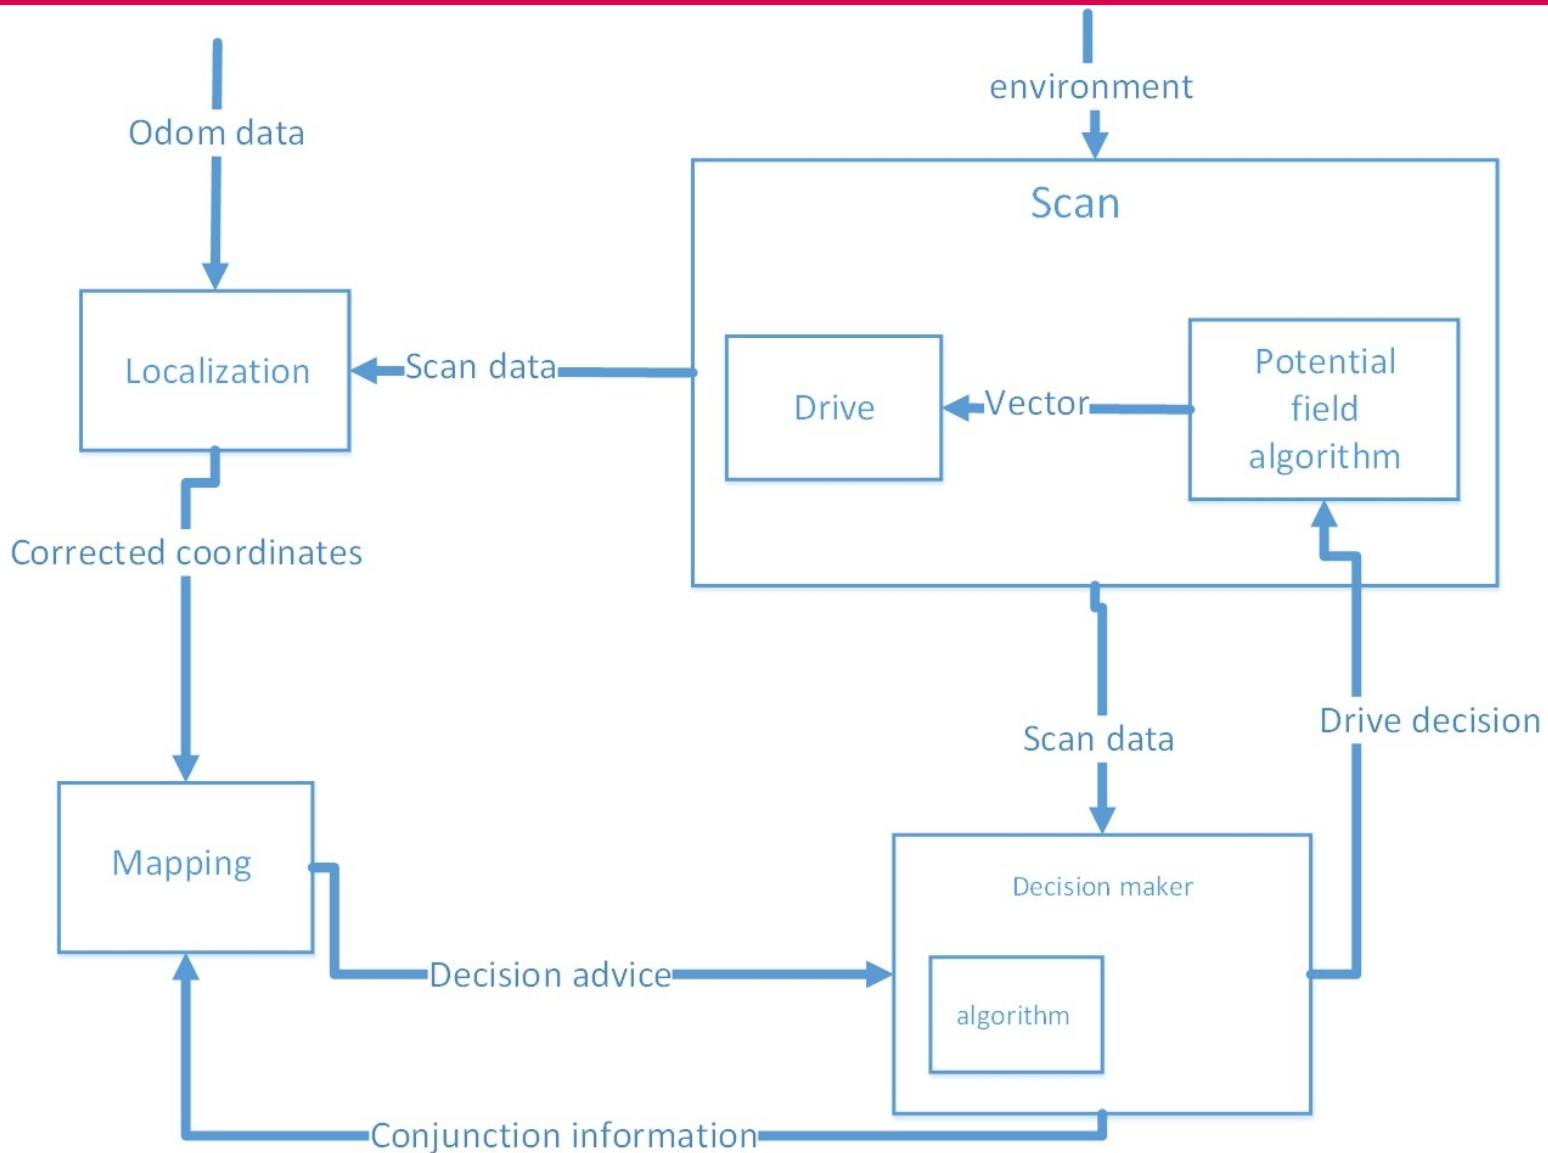 environment
Odom data
Scan
Localization
Scan data
Drive
Vector
Potential
field
algorithm
Corrected coordinates
Scan data
Drive decision
Mapping
Decision maker
Decision advice
algorithm
Conjunction information